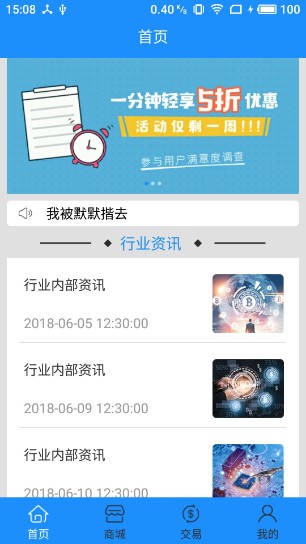 15:08
0.40 K/s
100
首页
一分钟轻享5折优惠
活动仅剩一周!!!
参与用户满意度调查
我被默默揩去
行业资讯
行业内部资讯
2018-06-05 12:30:00
行业内部资讯
2018-06-09 12:30:00
行业内部资讯
2018-06-10 12:30:00
首页
商城
交易
我的